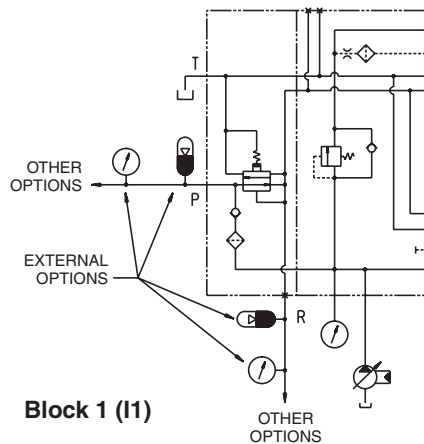 T
OTHER
OPTIONS
P
EXTERNAL
OPTIONS
R
Block 1 (I1)
OTHER
OPTIONS